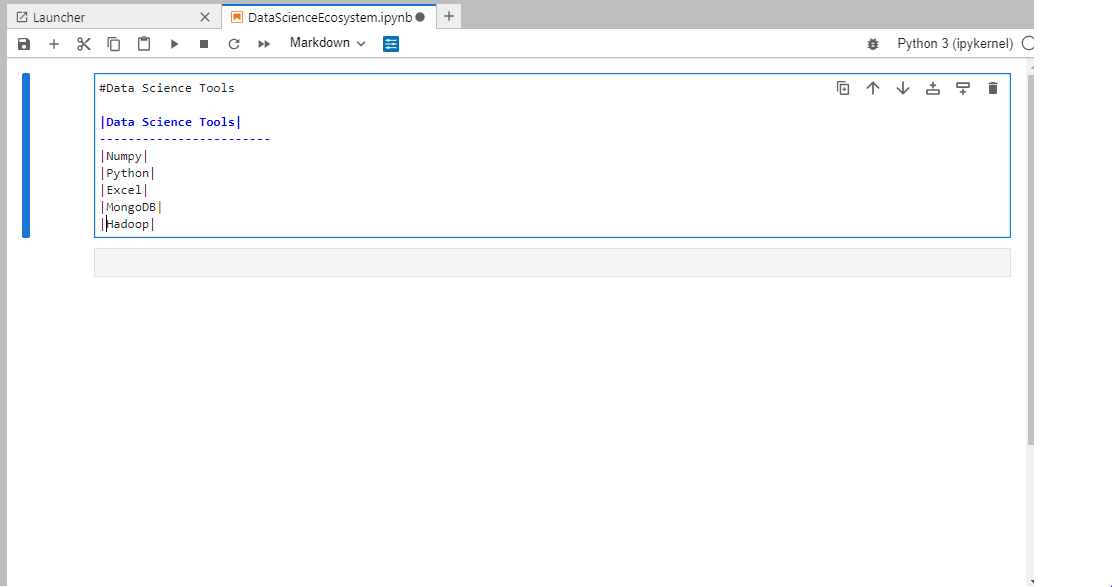 Launcher
DataScienceEcosystem.ipynb
Markdown
Python 3 (ipykernel)
#Data Science Tools
|Data Science Tools|
------------------------
|Numpy|
|Python|
|Excel|
|MongoDB|
|Hadoop|